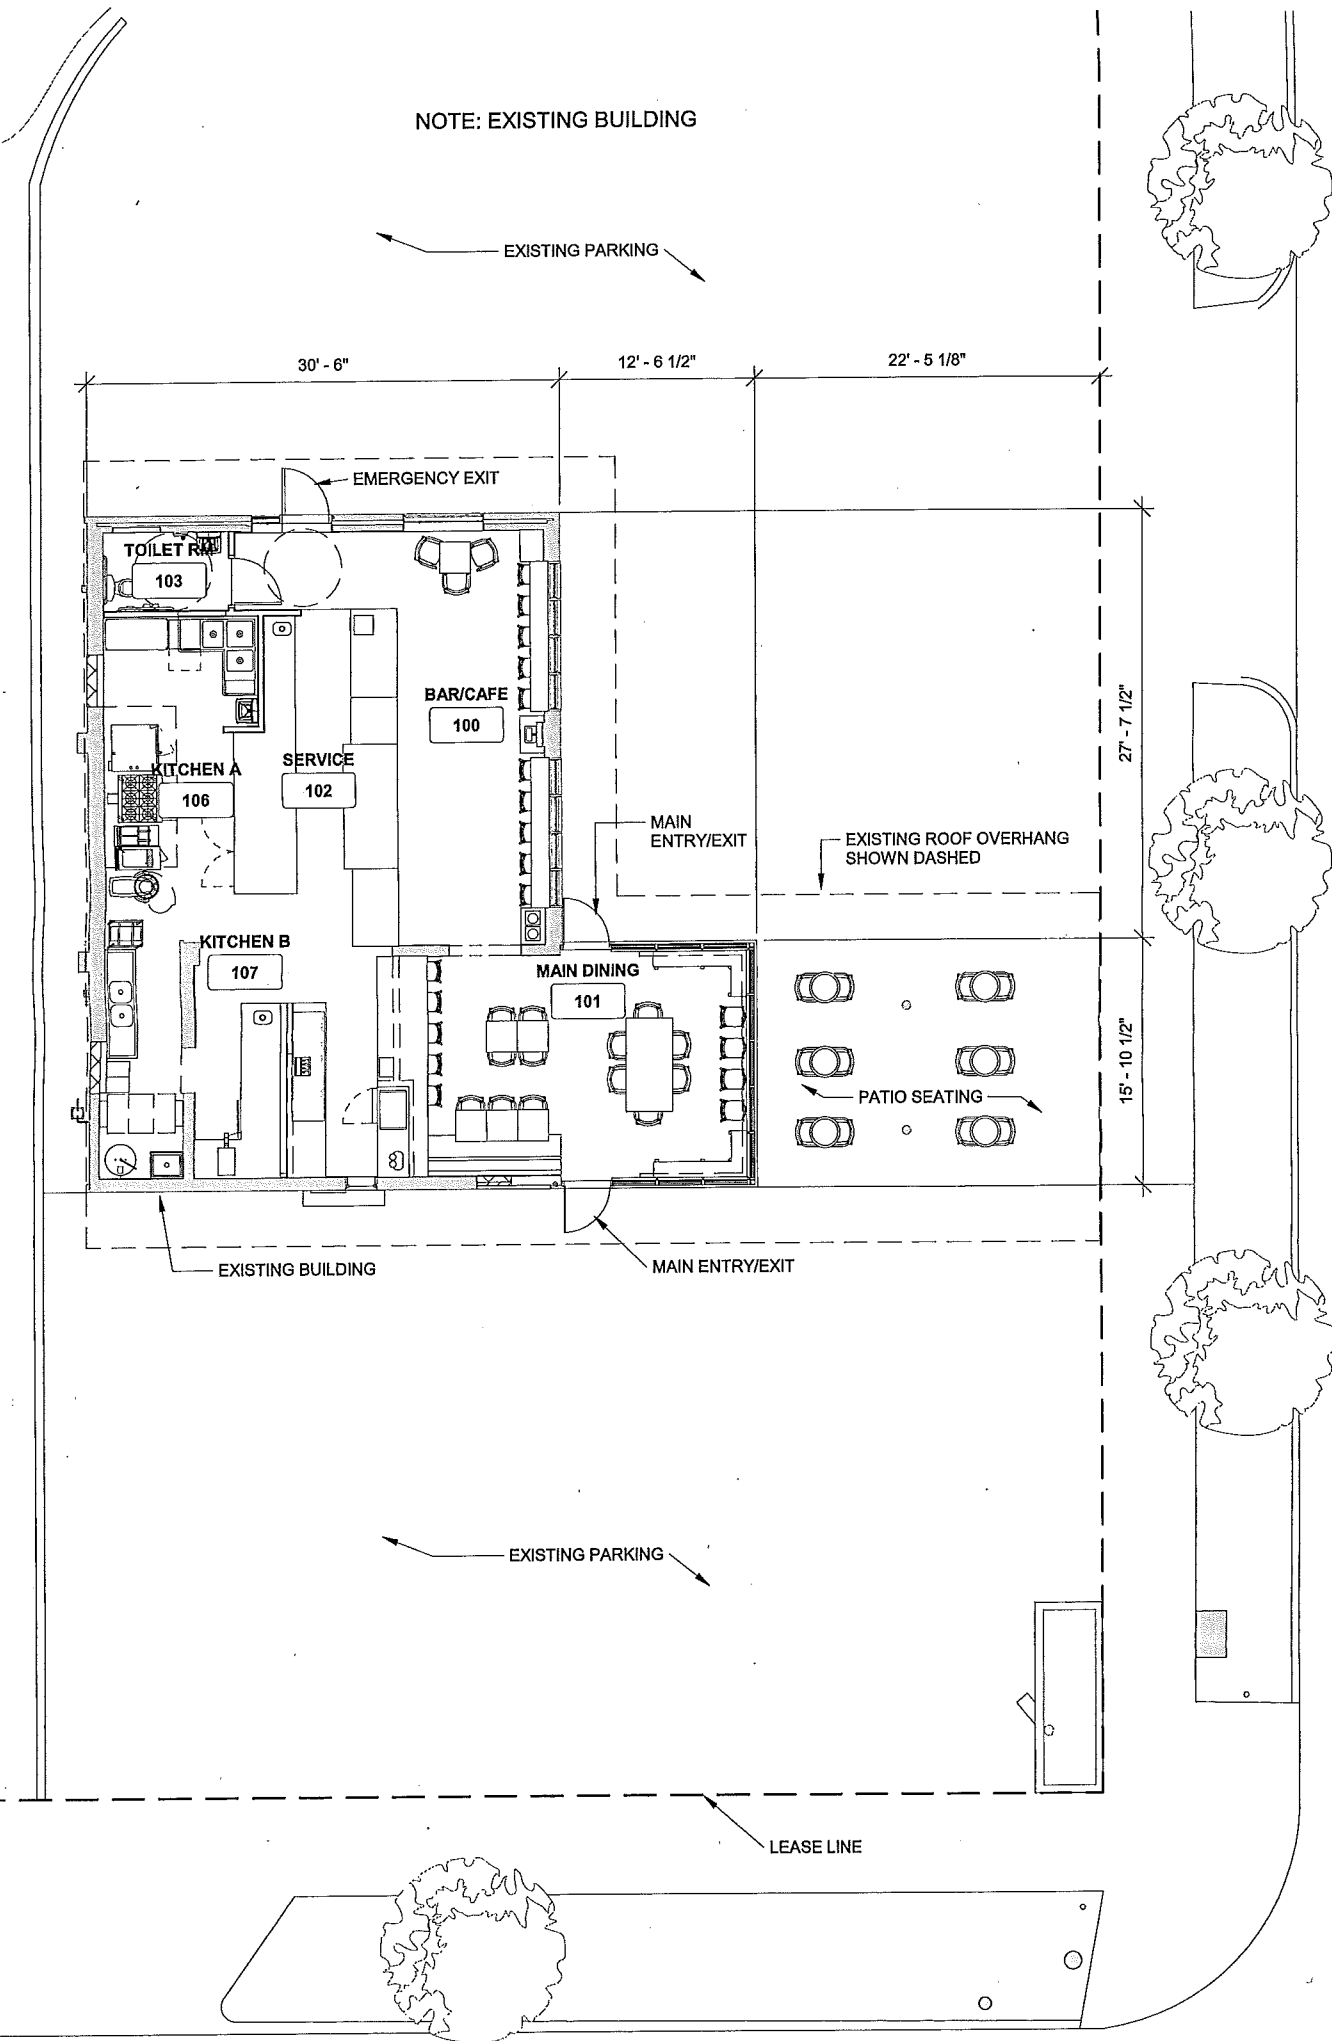 NOTE: EXISTING BUILDING
EXISTING PARKING
30' - 6"
12' - 6 1/2"
22' - 5 1/8"
EMERGENCY EXIT
TOILET RM
103
BAR/CAFE
100
27' - 7 1/2"
KITCHEN A
106
SERVICE
102
MAIN
ENTRY/EXIT
EXISTING ROOF OVERHANG
SHOWN DASHED
KITCHEN B
107
MAIN DINING
101
15' - 10 1/2"
PATIO SEATING
EXISTING BUILDING
MAIN ENTRY/EXIT
EXISTING PARKING
LEASE LINE